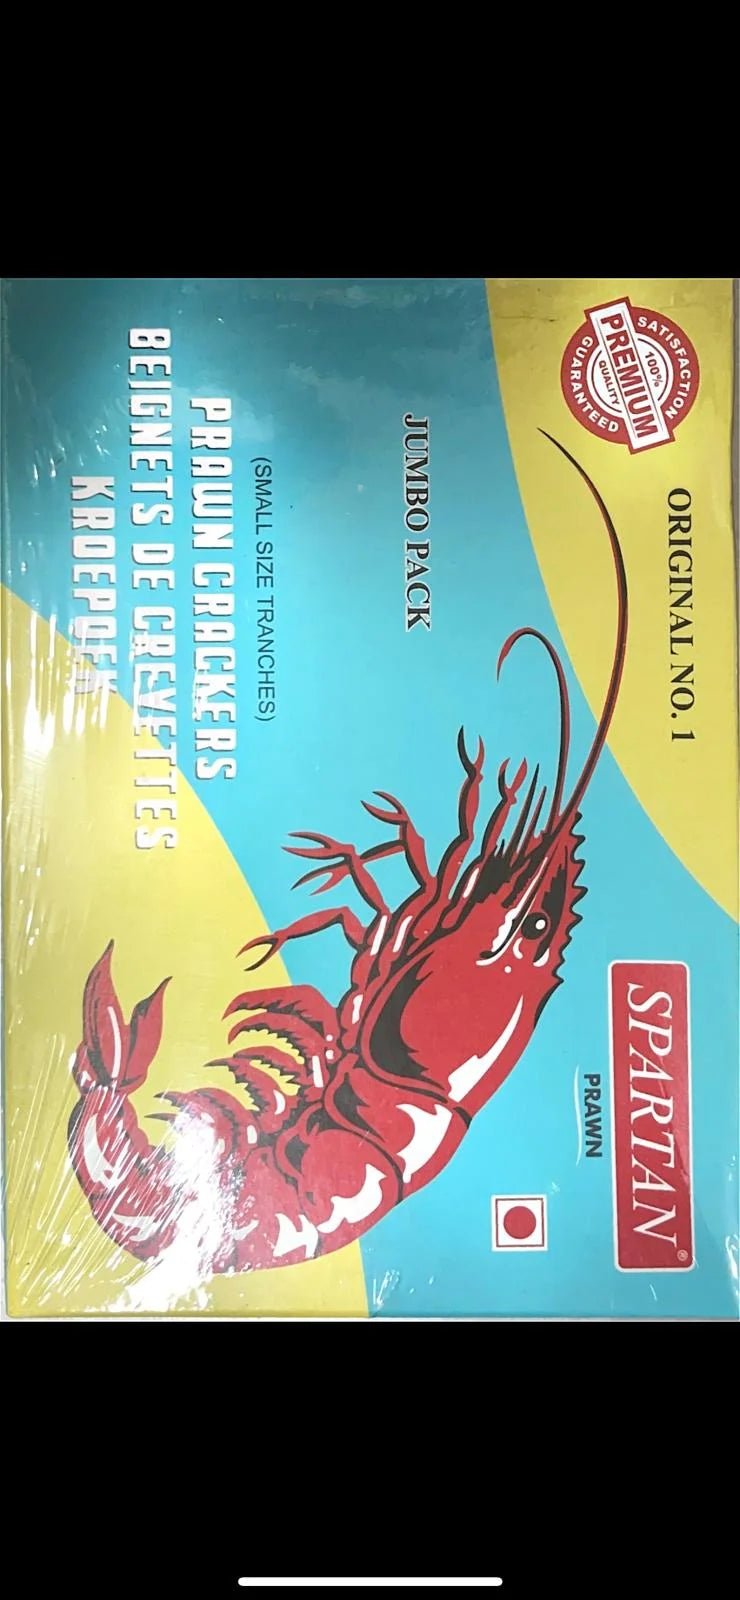 SATISFACTION
100%
PREMIUM
QUALITY
GUARANTEED
ORIGINAL NO. 1
SPARTAN®
PRAWN
JUMBO PACK
(SMALL SIZE TRANCHES)
PRAWN CRACKERS
BEIGNETS DE CREVETTES
KROEPOEK